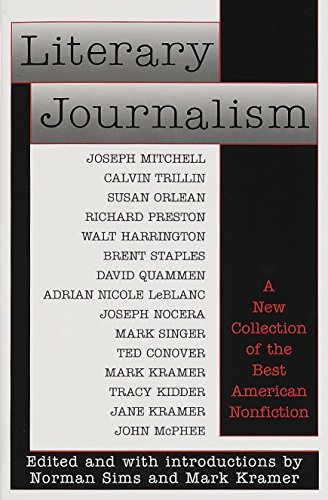 Literary
Journalism
JOSEPH MITCHELL
CALVIN TRILLIN
SUSAN ORLEAN
RICHARD PRESTON
WALT HARRINGTON
BRENT STAPLES
DAVID QUAMMEN
ADRIAN NICOLE LeBLANC
JOSEPH NOCERA
MARK SINGER
TED CONOVER
MARK KRAMER
TRACY KIDDER
JANE KRAMER
JOHN McPHEE
A
New
Collection
of the
Best
American
Nonfiction
Edited and with introductions by
Norman Sims and Mark Kramer